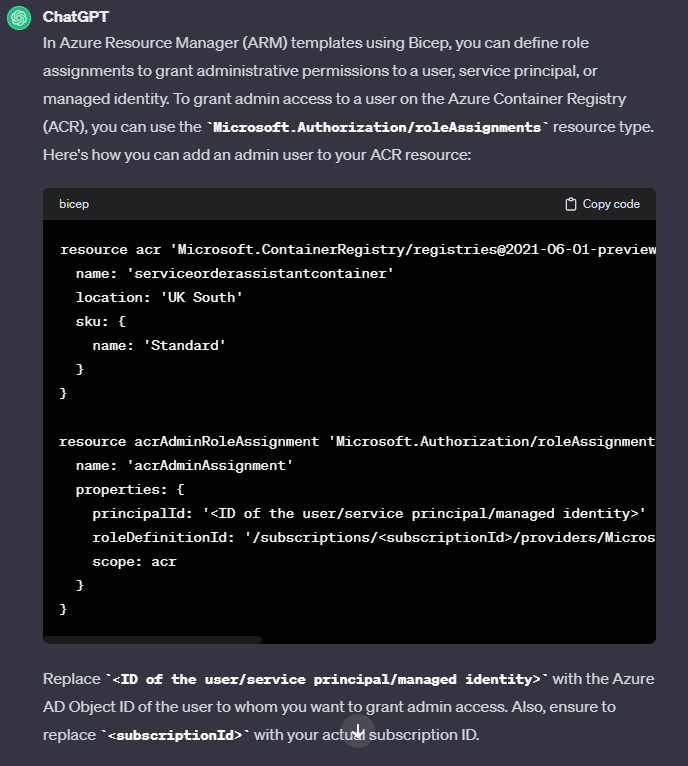 ChatGPT
In Azure Resource Manager (ARM) templates using Bicep, you can define role
assignments to grant administrative permissions to a user, service principal, or
managed identity. To grant admin access to a user on the Azure Container Registry
(ACR), you can use the `Microsoft.Authorization/roleAssignments` resource type.
Here's how you can add an admin user to your ACR resource:
bicep Copy code
resource acr 'Microsoft.ContainerRegistry/registries@2021-06-01-preview
  name: 'serviceorderassistantcontainer'
  location: 'UK South'
  sku: {
    name: 'Standard'
  }
}
resource acrAdminRoleAssignment 'Microsoft.Authorization/roleAssignment
  name: 'acrAdminAssignment'
  properties: {
    principalId: '<ID of the user/service principal/managed identity>'
    roleDefinitionId: '/subscriptions/<subscriptionId>/providers/Micros
    scope: acr
  }
}
Replace `<ID of the user/service principal/managed identity>` with the Azure
AD Object ID of the user to whom you want to grant admin access. Also, ensure to
replace `<subscriptionId>` with your actual subscription ID.